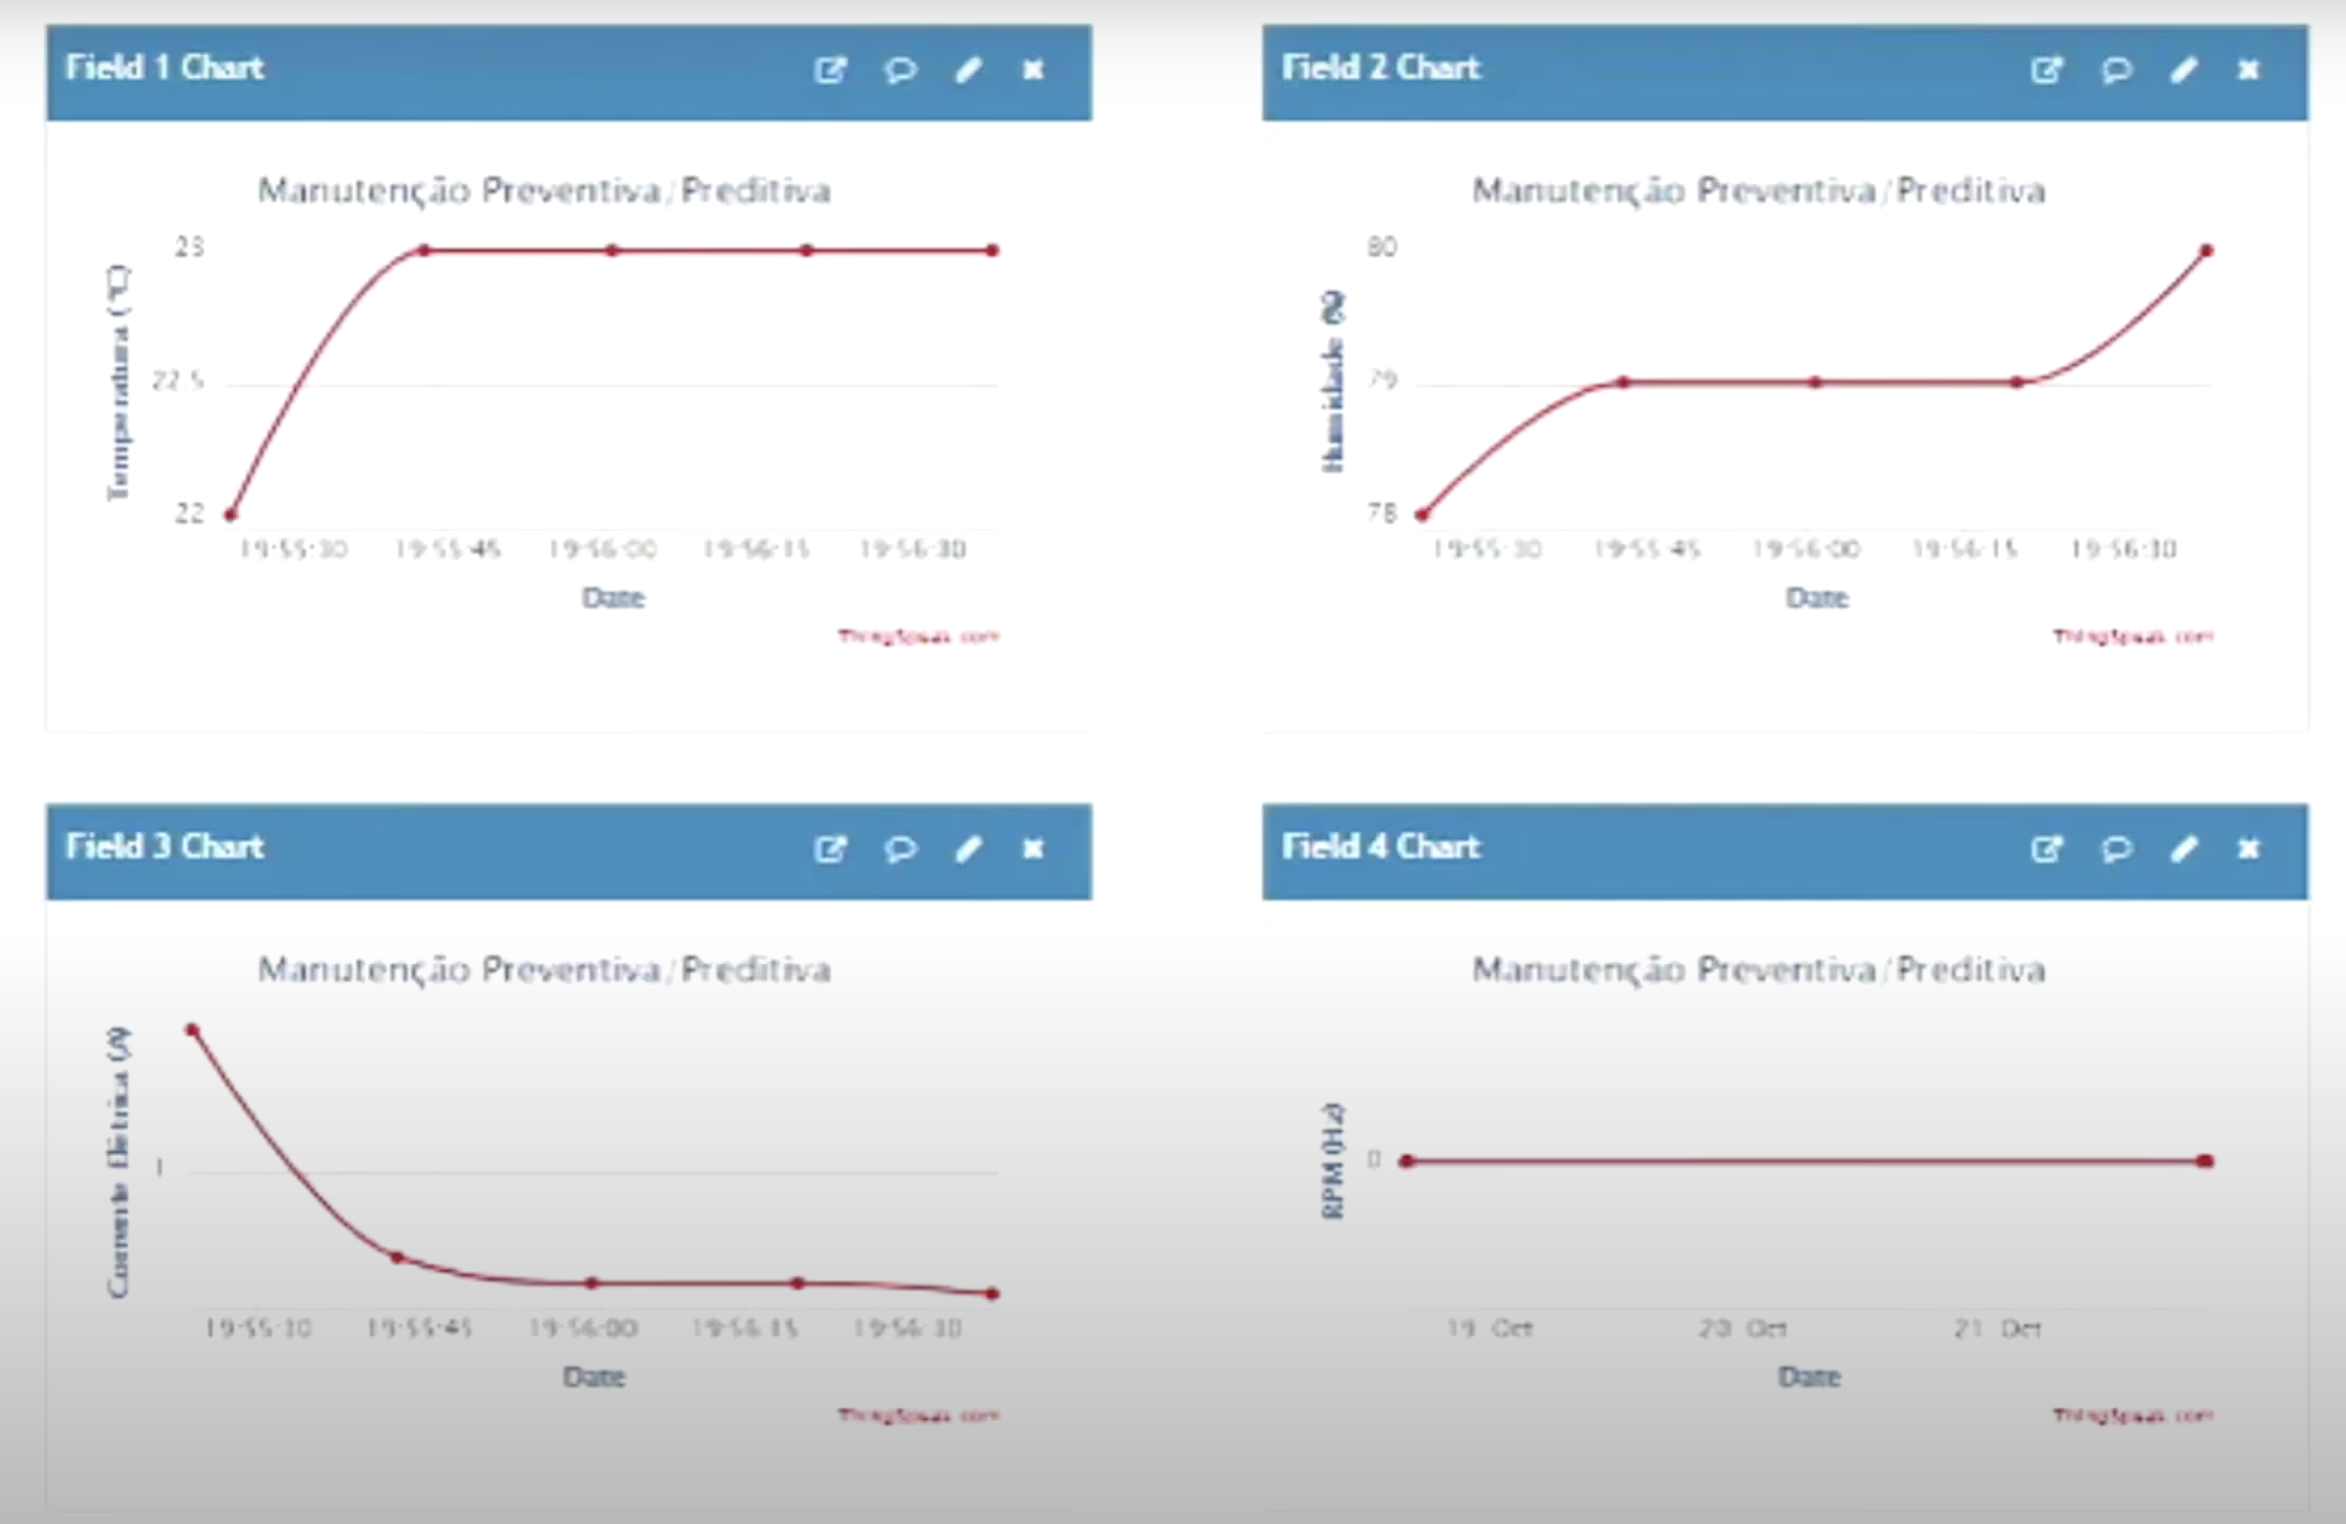 Field 1 Chart
Manutenção Preventiva/Preditiva
Temperatura (°C)
23
22.5
22
19:55:30 19:55:45 19:56:00 19:56:15 19:56:30
Date
ThingSpeak.com
Field 2 Chart
Manutenção Preventiva/Preditiva
Humidade (%)
80
79
78
19:55:30 19:55:45 19:56:00 19:56:15 19:56:30
Date
ThingSpeak.com
Field 3 Chart
Manutenção Preventiva/Preditiva
Corrente Elétrica (A)
1
19:55:30 19:55:45 19:56:00 19:56:15 19:56:30
Date
ThingSpeak.com
Field 4 Chart
Manutenção Preventiva/Preditiva
RPM (Hz)
0
19. Oct 20. Oct 21. Oct
Date
ThingSpeak.com